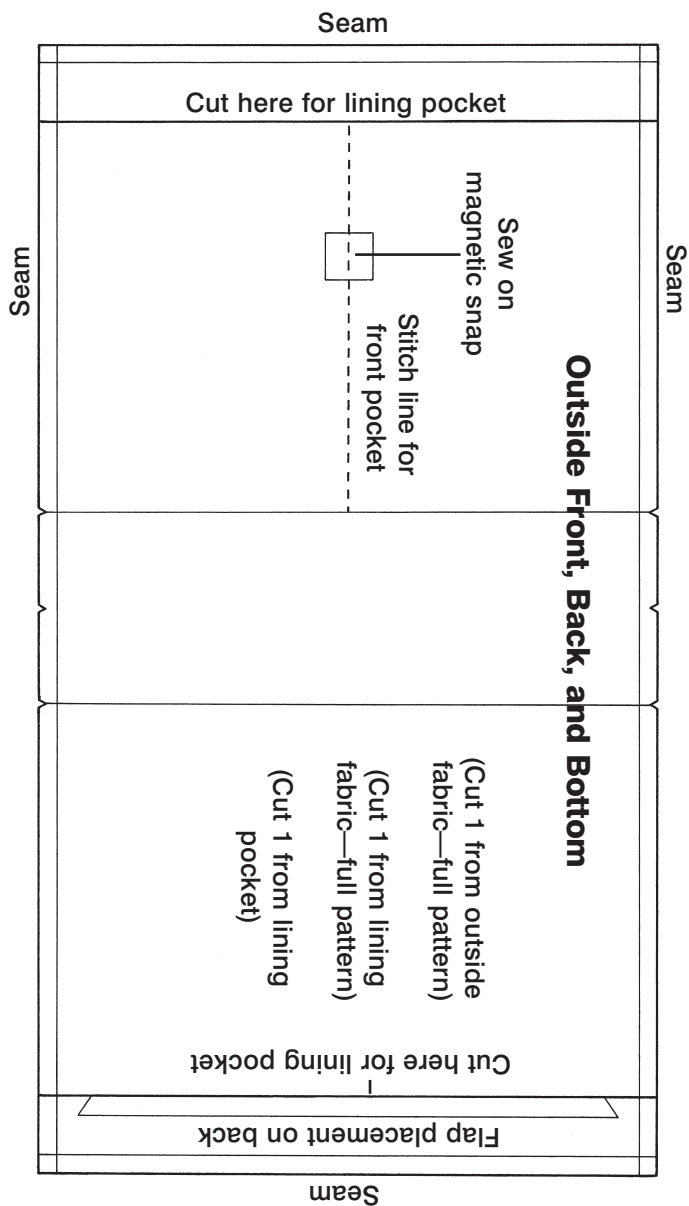 Seam
Cut here for lining pocket
Seam
Seam
Sew on
magnetic snap
Stitch line for
front pocket
Outside Front, Back, and Bottom
(Cut 1 from outside
fabric—full pattern)
(Cut 1 from lining
fabric—full pattern)
(Cut 1 from lining
pocket)
Cut here for lining pocket
Flap placement on back
Seam